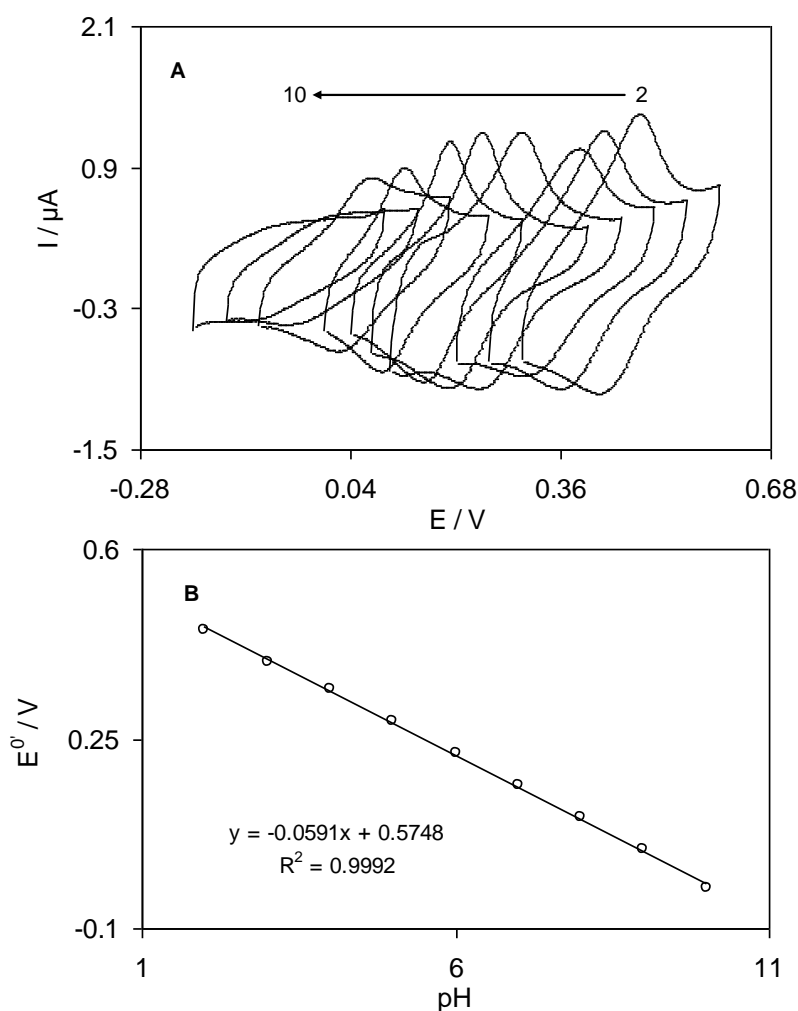 2.1
A
10 2
0.9
I / µA
-0.3
-1.5
-0.28 0.04 0.36 0.68
E / V
0.6
B
E0' / V
0.25
y = -0.0591x + 0.5748
R2 = 0.9992
-0.1
1 6 11
pH